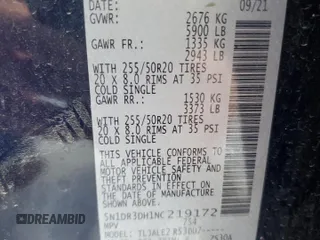 DATE: 09/21
GVWR: 2676 KG
5900 LB
GAWR FR.: 1335 KG
2943 LB
WITH 255/50R20 TIRES
20 X 8.0 RIMS AT 35 PSI
COLD SINGLE
GAWR RR.: 1530 KG
3373 LB
WITH 255/50R20 TIRES
20 X 8.0 RIMS AT 35 PSI
COLD SINGLE
THIS VEHICLE CONFORMS TO ALL
APPLICABLE FEDERAL MOTOR
VEHICLE SAFETY STANDARDS
IN EFFECT ON THE DATE OF
MANUFACTURE SHOWN ABOVE.
5N1DR3DH1NC219172
MPV
MODEL:
DREAMBID